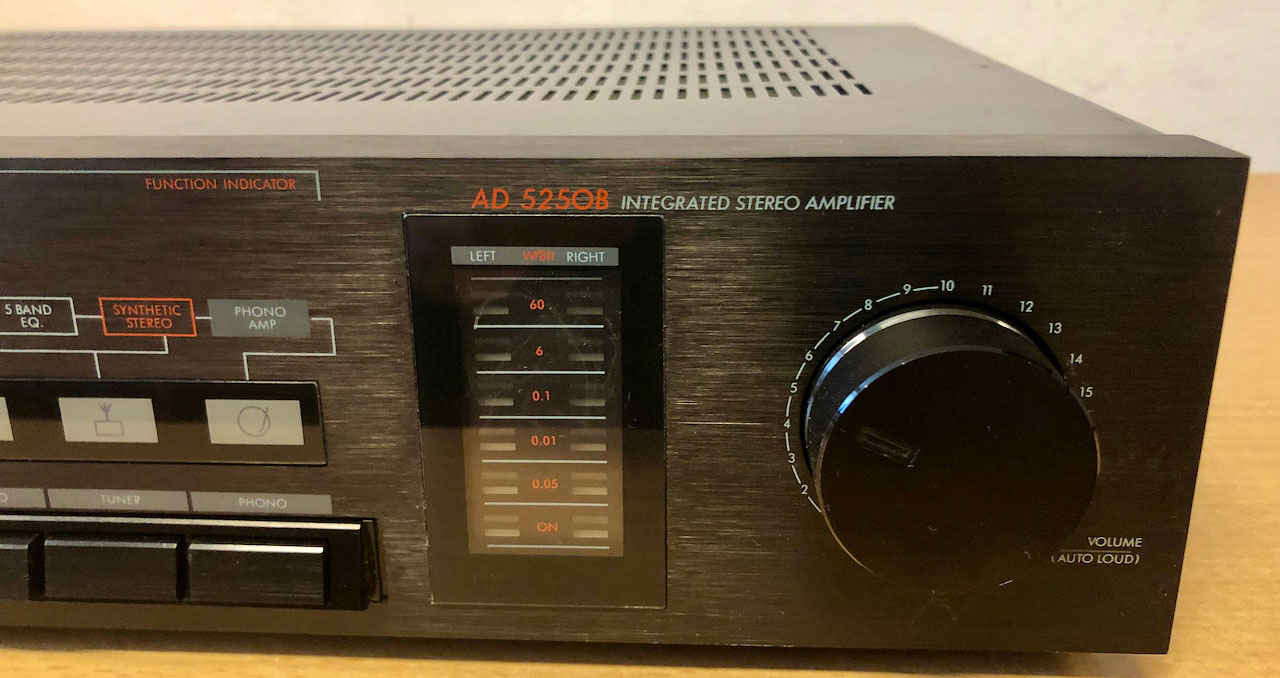 FUNCTION INDICATOR
AD 5250B INTEGRATED STEREO AMPLIFIER
LEFT W/8Ω RIGHT
60
6
0.1
0.01
0.05
ON
5 BAND
EQ.
SYNTHETIC
STEREO
PHONO
AMP
TUNER
PHONO
2
3
4
5
6
7
8
9
10
11
12
13
14
15
VOLUME
(AUTO LOUD)